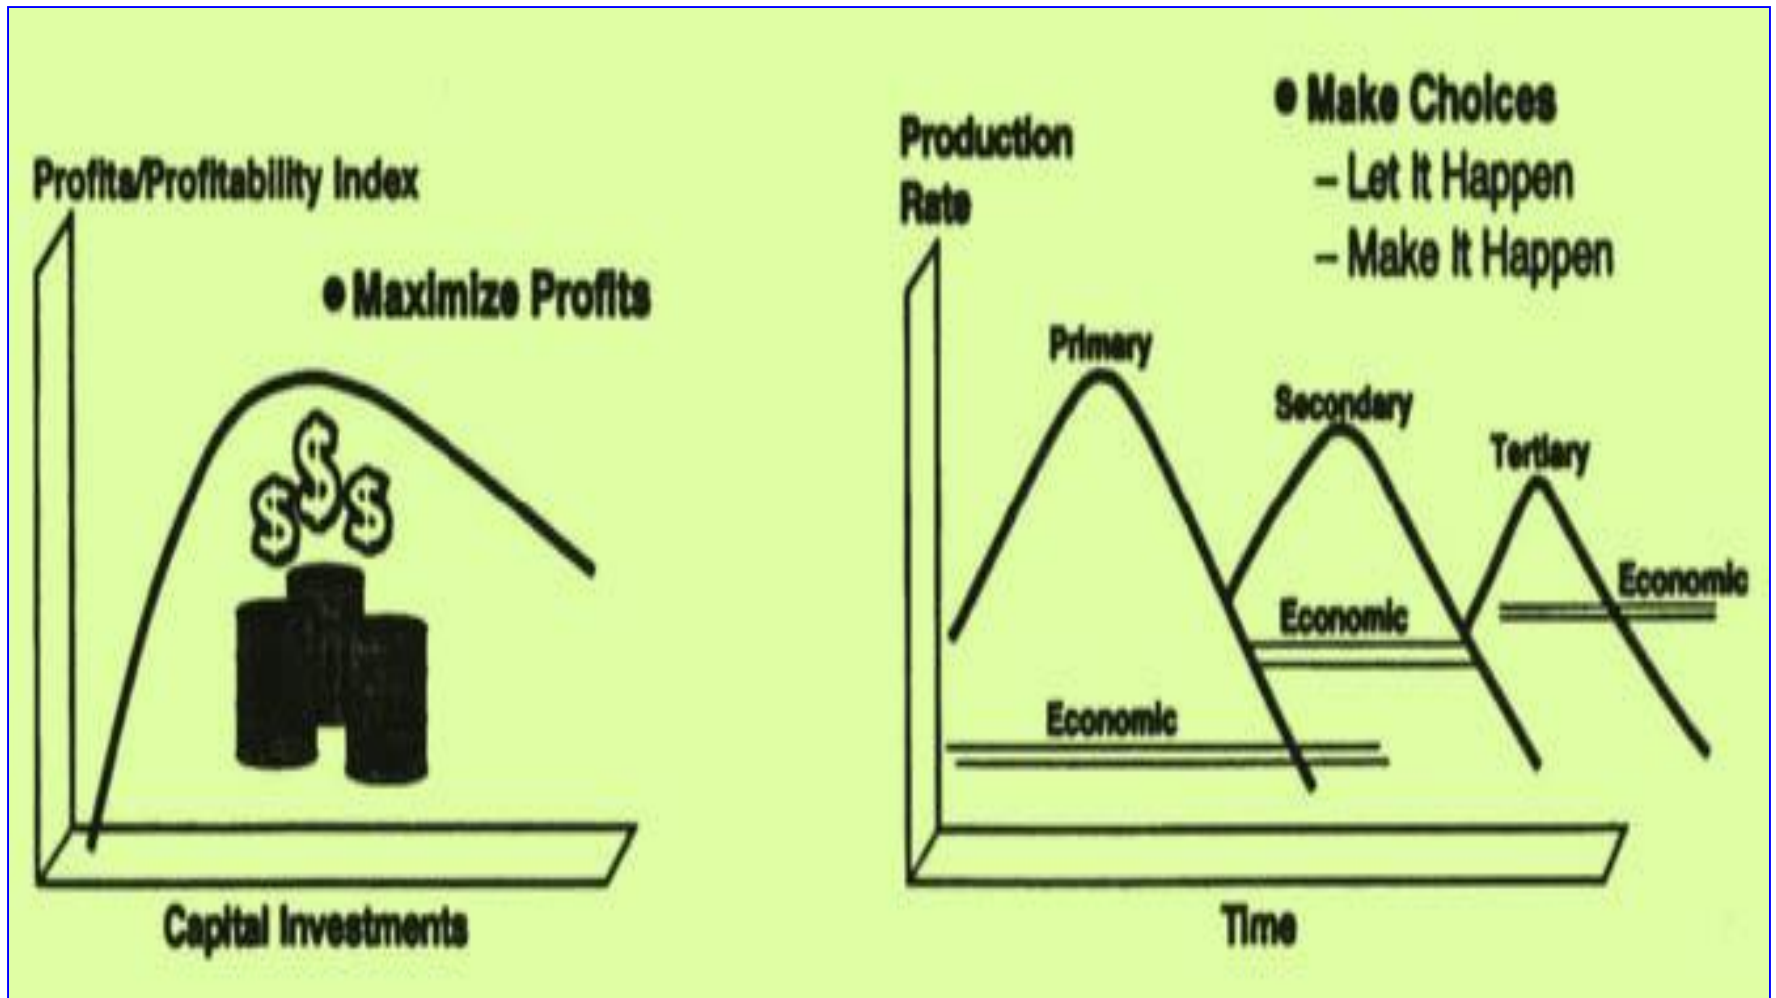 Profits/Profitability Index
● Maximize Profits
$ $ $
Capital Investments
Production
Rate
● Make Choices
– Let It Happen
– Make It Happen
Primary
Secondary
Tertiary
Economic
Economic
Economic
Time